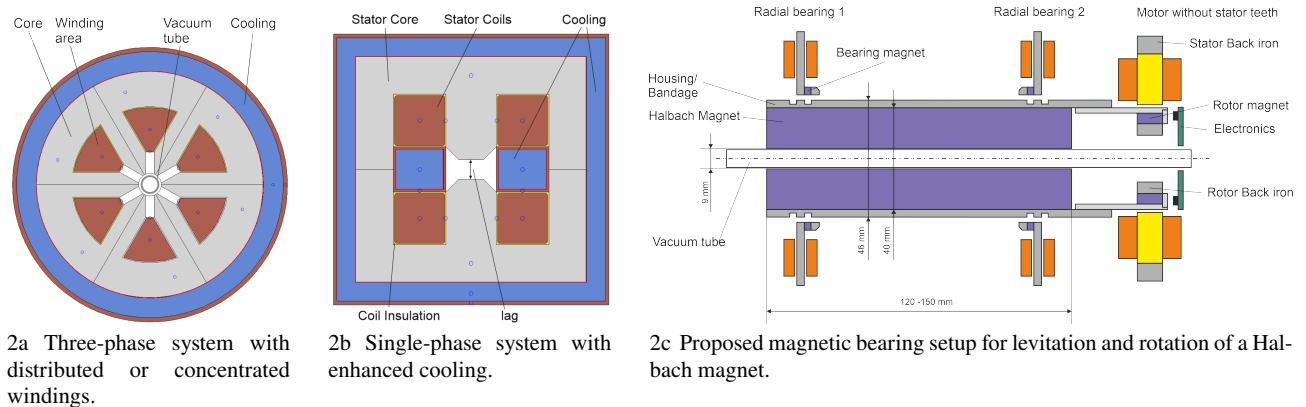 Core
Winding
area
Vacuum
tube
Cooling
2a Three-phase system with
distributed or concentrated
windings.
Stator Core
Stator Coils
Cooling
Coil Insulation
lag
2b Single-phase system with
enhanced cooling.
Radial bearing 1
Radial bearing 2
Motor without stator teeth
Bearing magnet
Stator Back iron
Housing/
Bandage
Halbach Magnet
Rotor magnet
Electronics
9 mm
Rotor Back iron
Vacuum tube
46 mm
40 mm
120 -150 mm
2c Proposed magnetic bearing setup for levitation and rotation of a Hal-
bach magnet.